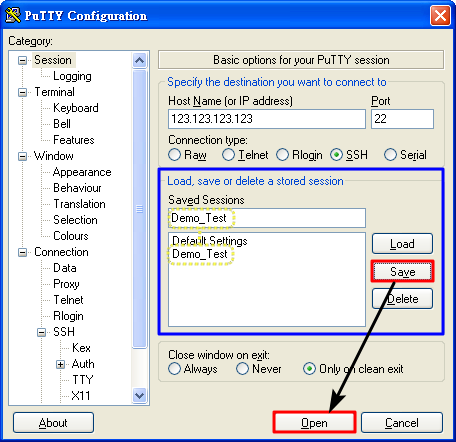 PuTTY Configuration
Category:
Session
Logging
Terminal
Keyboard
Bell
Features
Window
Appearance
Behaviour
Translation
Selection
Colours
Connection
Data
Proxy
Telnet
Rlogin
SSH
Kex
Auth
TTY
X11
Basic options for your PuTTY session
Specify the destination you want to connect to
Host Name (or IP address) Port
123.123.123.123 22
Connection type:
Raw Telnet Rlogin SSH Serial
Load, save or delete a stored session
Saved Sessions
Demo_Test
Default Settings
Demo_Test
Load
Save
Delete
Close window on exit:
Always Never Only on clean exit
About Open Cancel